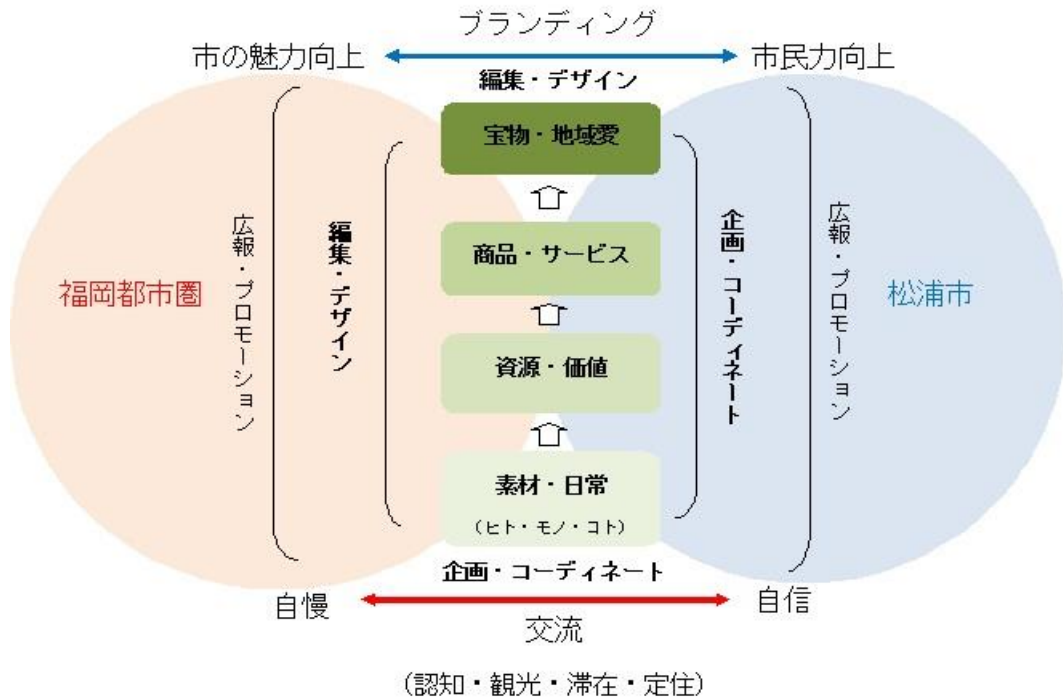 ブランディング
市の魅力向上
市民力向上
編集・デザイン
宝物・地域愛
商品・サービス
資源・価値
素材・日常
(ヒト・モノ・コト)
企画・コーディネート
福岡都市圏
広報・プロモーション
編集・デザイン
企画・コーディネート
広報・プロモーション
松浦市
自慢
自信
交流
(認知・観光・滞在・定住)